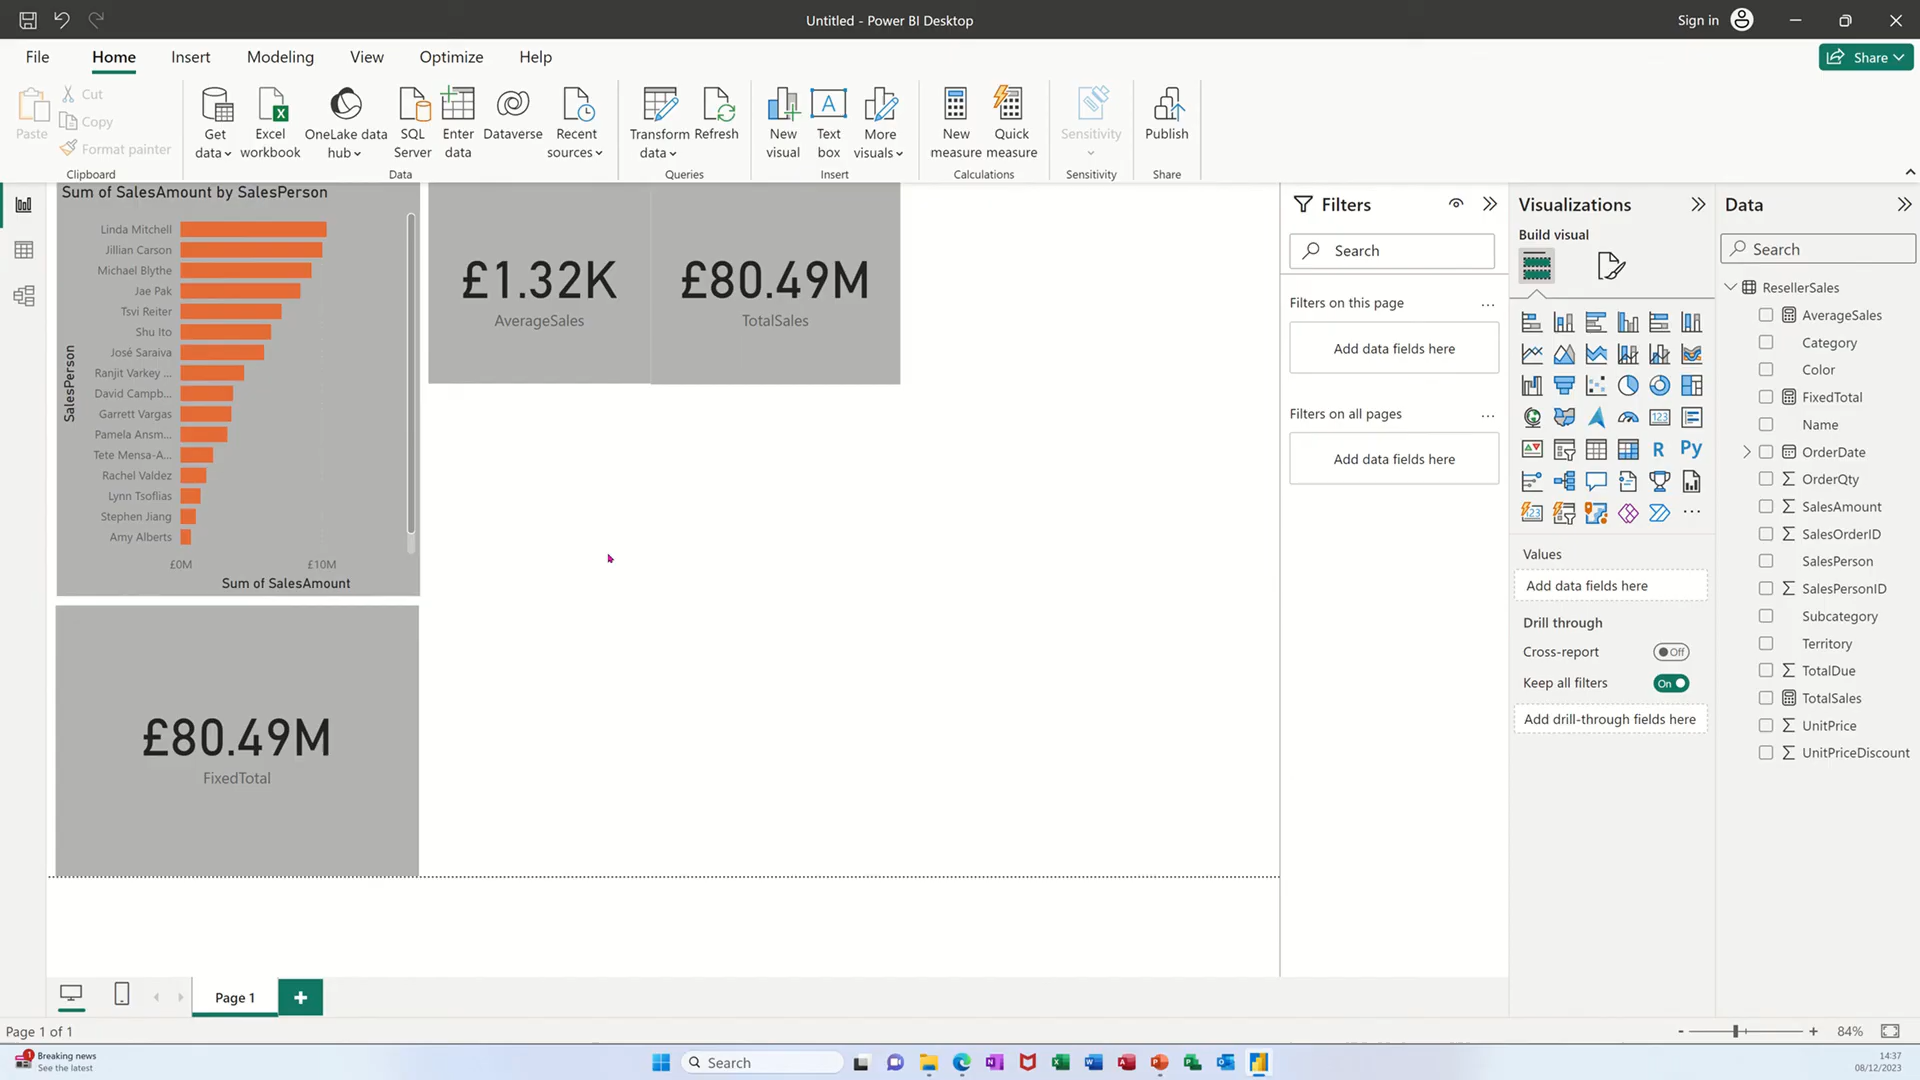 Untitled - Power BI Desktop
Sign in
File
Home
Insert
Modeling
View
Optimize
Help
Share
Paste
Cut
Copy
Format painter
Get data
Excel workbook
OneLake data hub
SQL Server
Enter data
Dataverse
Recent sources
Transform data
Refresh
New visual
A
Text box
More visuals
New measure
Quick measure
Sensitivity
Publish
Clipboard
Data
Queries
Insert
Calculations
Sensitivity
Share
Sum of SalesAmount by SalesPerson
SalesPerson
Linda Mitchell
Jillian Carson
Michael Blythe
Jae Pak
Tsvi Reiter
Shu Ito
José Saraiva
Ranjit Varkey ...
David Campb...
Garrett Vargas
Pamela Ansm...
Tete Mensa-A...
Rachel Valdez
Lynn Tsoflias
Stephen Jiang
Amy Alberts
£0M
£10M
Sum of SalesAmount
£1.32K
AverageSales
£80.49M
TotalSales
£80.49M
FixedTotal
Filters
Search
Filters on this page
...
Add data fields here
Filters on all pages
...
Add data fields here
Visualizations
Build visual
123
R
Py
123
...
Values
Add data fields here
Drill through
Cross-report
Off
Keep all filters
On
Add drill-through fields here
Data
Search
ResellerSales
AverageSales
Category
Color
FixedTotal
Name
OrderDate
∑ OrderQty
∑ SalesAmount
∑ SalesOrderID
SalesPerson
∑ SalesPersonID
Subcategory
Territory
∑ TotalDue
TotalSales
∑ UnitPrice
∑ UnitPriceDiscount
Page 1
+
Page 1 of 1
- + 84%
1
Breaking news
See the latest
Search
14:37
08/12/2023